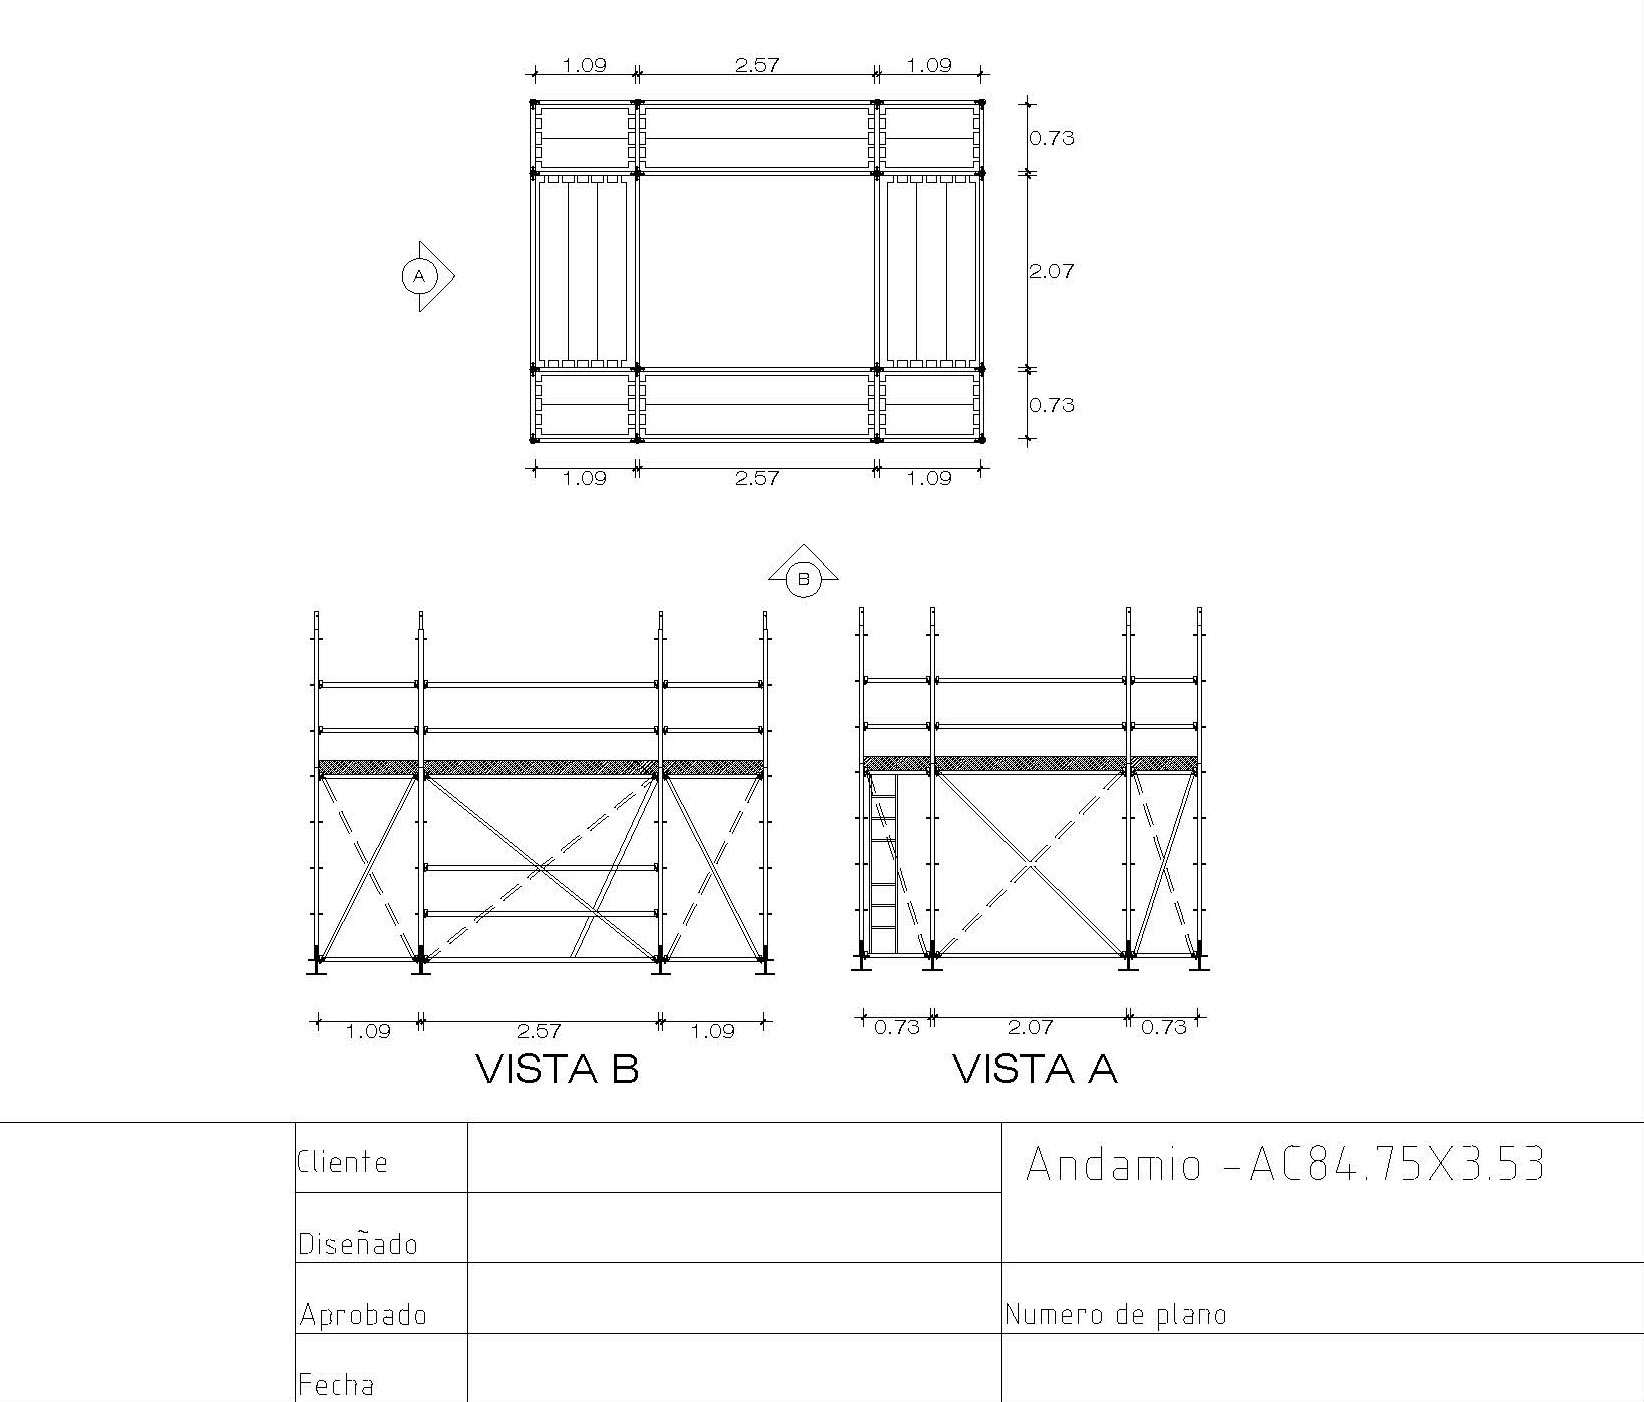 1.09 2.57 1.09
0.73
A
2.07
0.73
1.09 2.57 1.09
B
1.09 2.57 1.09
0.73 2.07 0.73
VISTA B
VISTA A
Cliente
Andamio -AC84.75X3.53
Diseñado
Aprobado
Numero de plano
Fecha